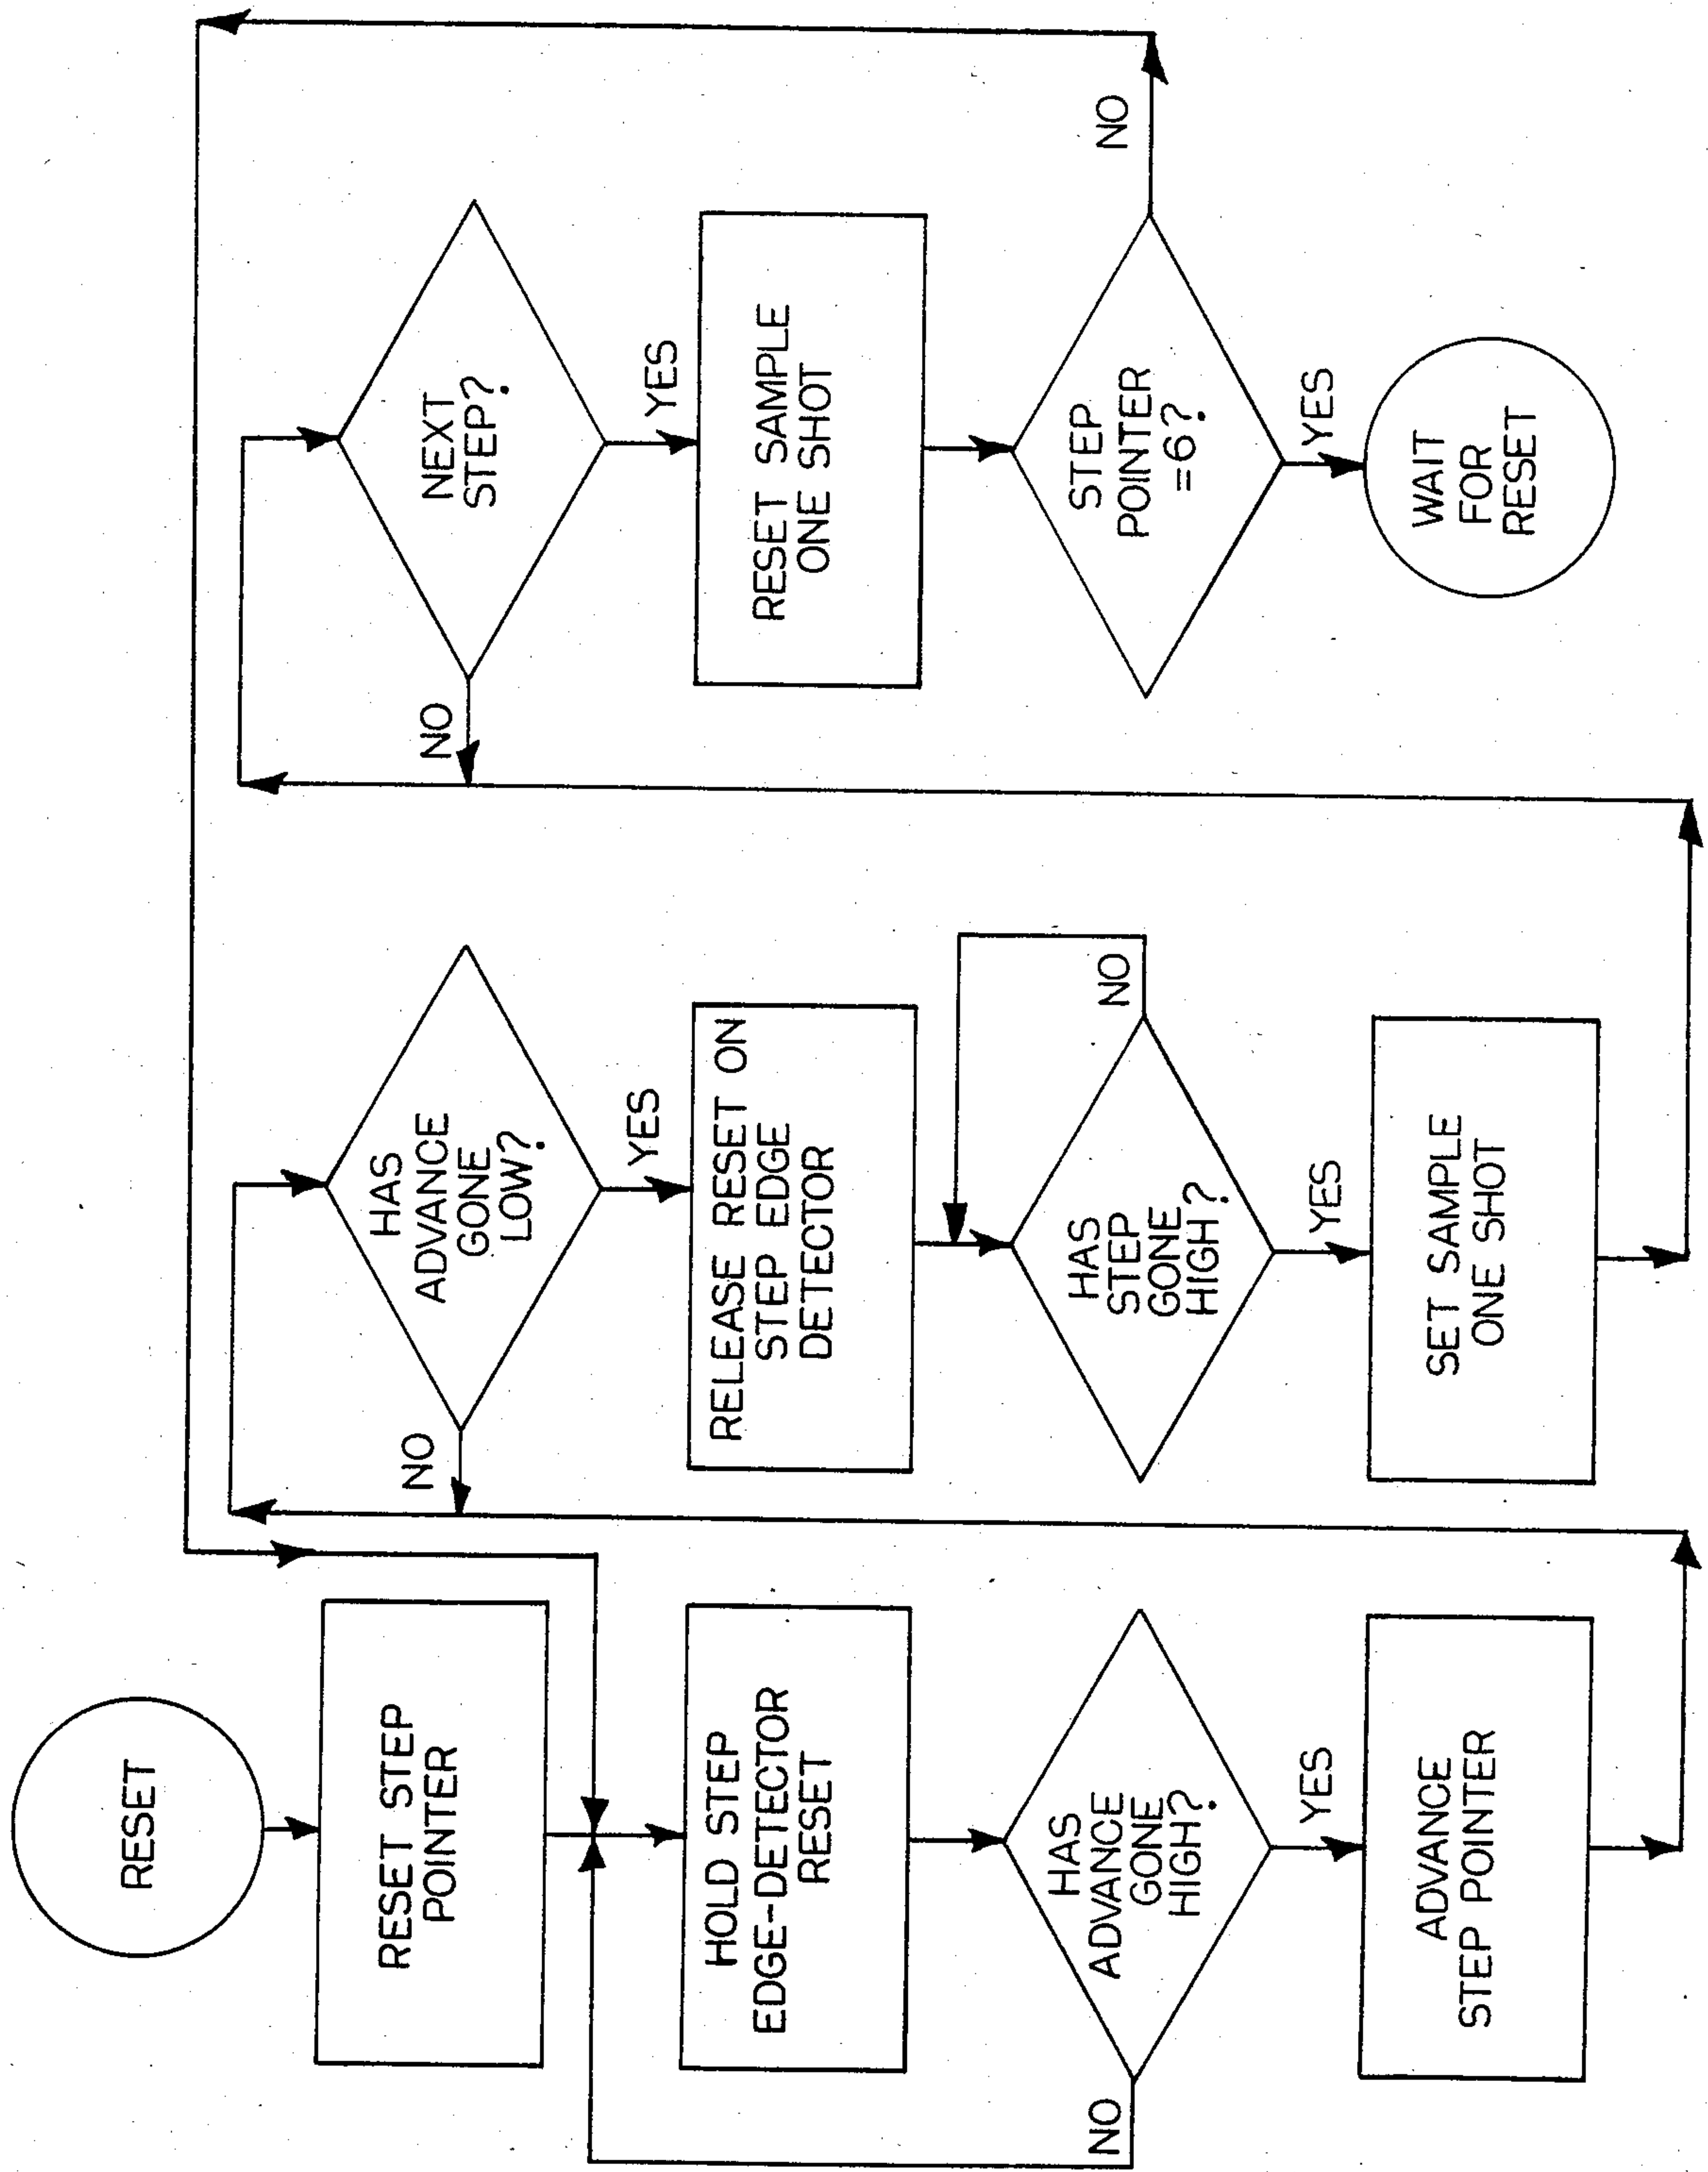 RESET
RESET STEP
POINTER
HOLD STEP
EDGE-DETECTOR
RESET
HAS
ADVANCE
GONE
HIGH?
NO
YES
ADVANCE
STEP POINTER
HAS
ADVANCE
GONE
LOW?
NO
YES
RELEASE RESET ON
STEP EDGE
DETECTOR
HAS
STEP
GONE
HIGH?
NO
YES
SET SAMPLE
ONE SHOT
NEXT
STEP?
NO
YES
RESET SAMPLE
ONE SHOT
STEP
POINTER
=6?
NO
YES
WAIT
FOR
RESET